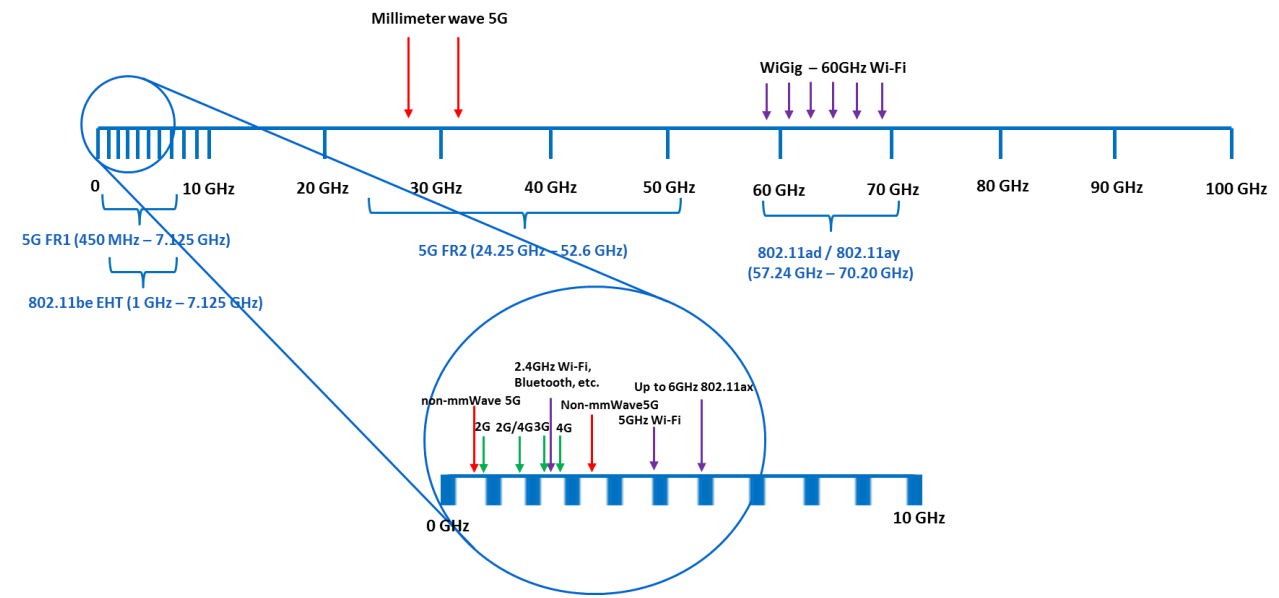 Millimeter wave 5G
WiGig – 60GHz Wi-Fi
0
10 GHz
20 GHz
30 GHz
40 GHz
50 GHz
60 GHz
70 GHz
80 GHz
90 GHz
100 GHz
5G FR1 (450 MHz – 7.125 GHz)
5G FR2 (24.25 GHz – 52.6 GHz)
802.11ad / 802.11ay
(57.24 GHz – 70.20 GHz)
802.11be EHT (1 GHz – 7.125 GHz)
2.4GHz Wi-Fi,
Bluetooth, etc.
Up to 6GHz 802.11ax
non-mmWave 5G
Non-mmWave5G
5GHz Wi-Fi
2G
2G/4G
3G
4G
0 GHz
10 GHz